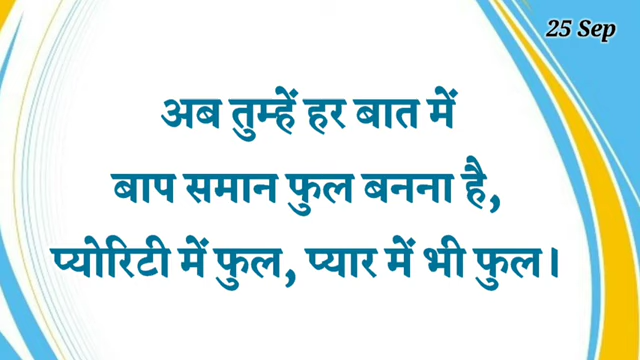 25 Sep
अब तुम्हें हर बात में
बाप समान फुल बनना है,
प्योरिटी में फुल, प्यार में भी फुल।